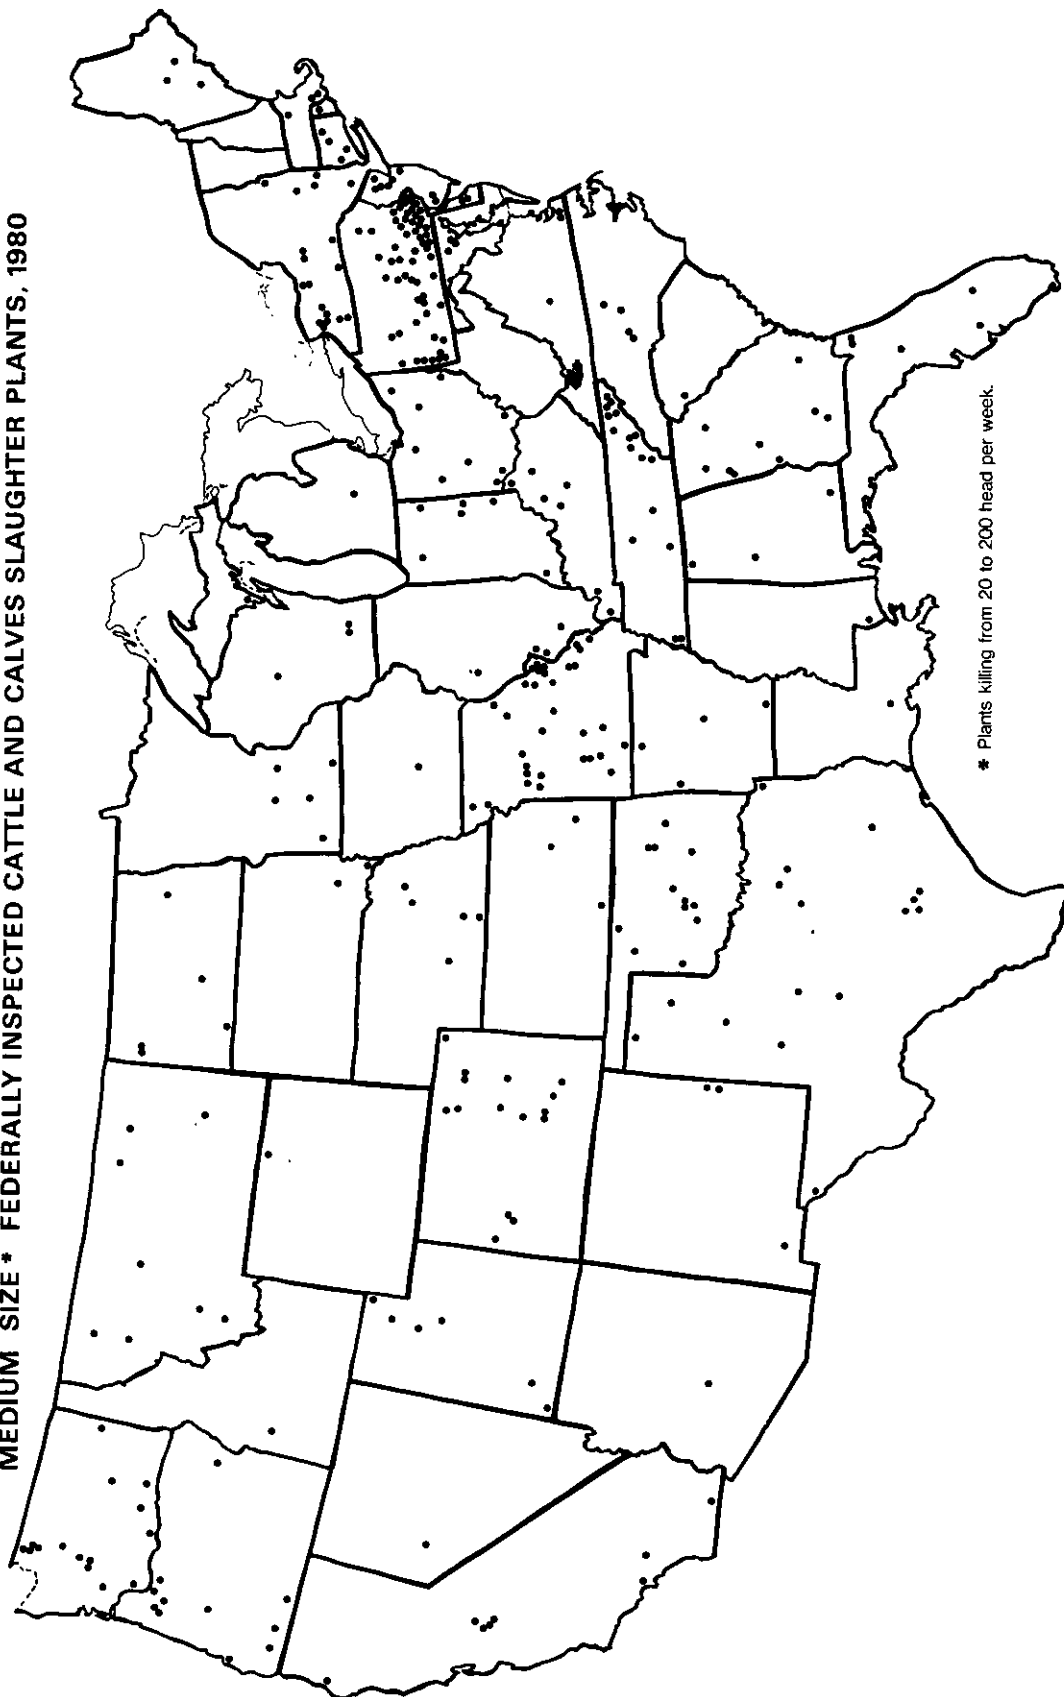 MEDIUM SIZE * FEDERALLY INSPECTED CATTLE AND CALVES SLAUGHTER PLANTS, 1980
* Plants killing from 20 to 200 head per week.